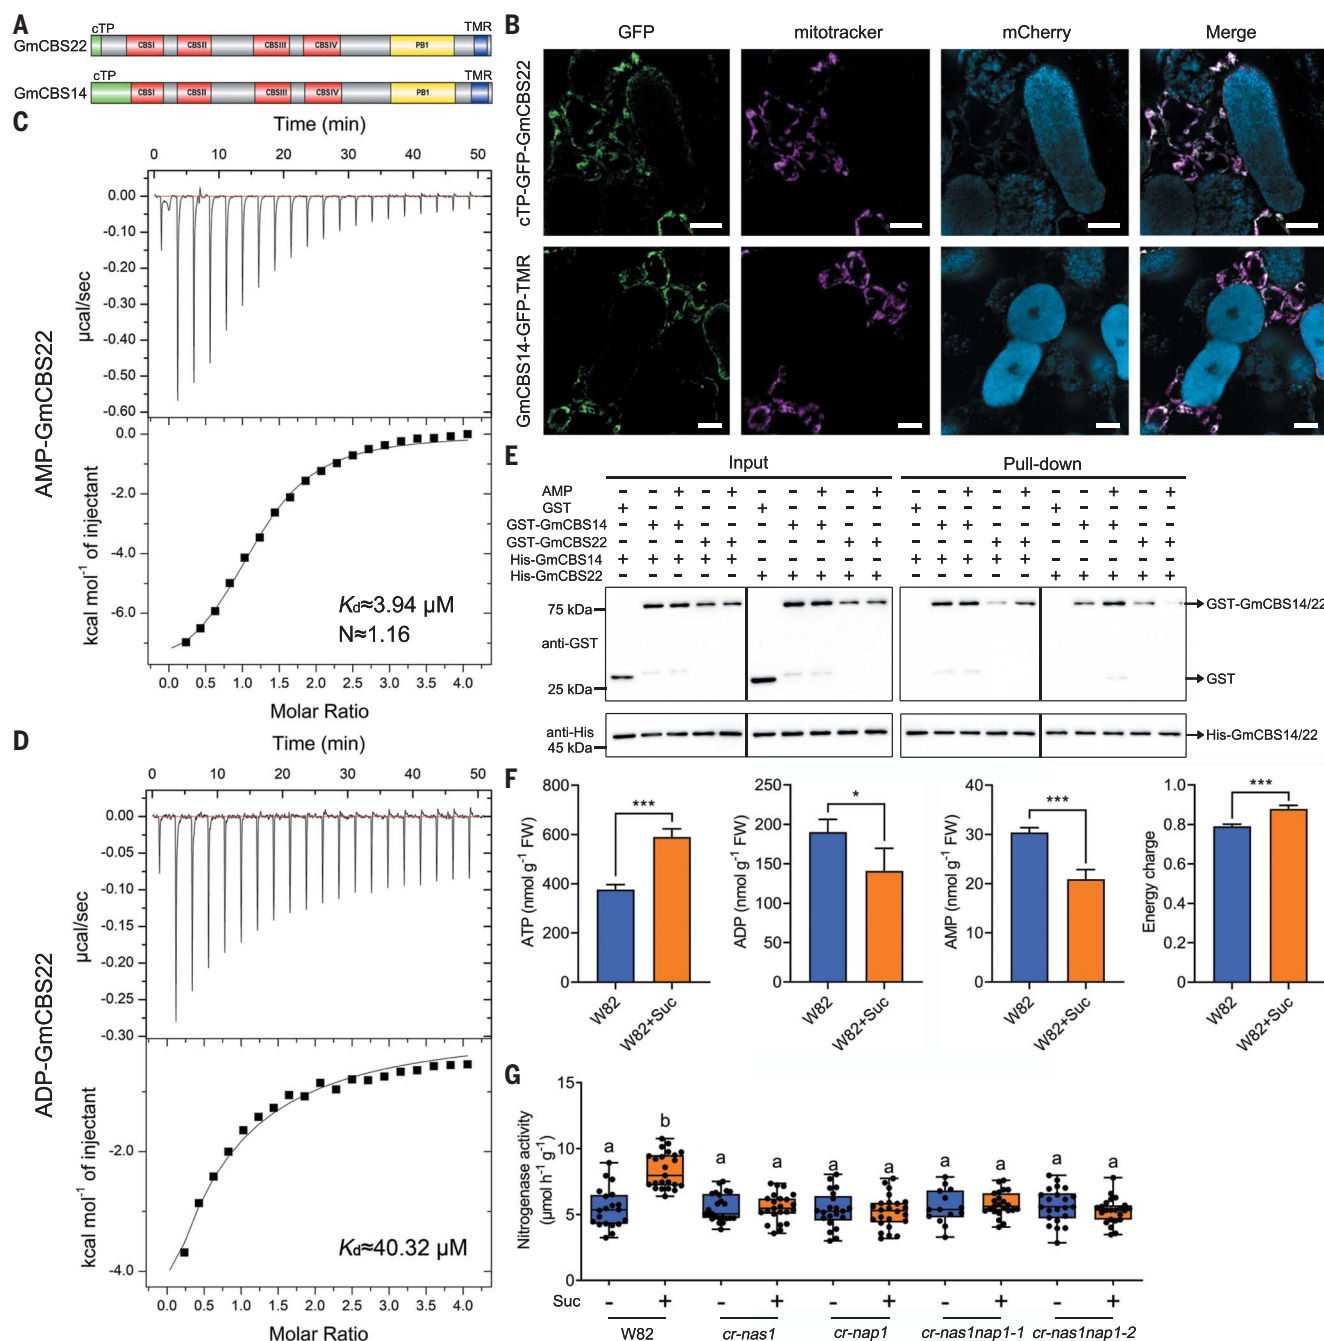 A
cTP
TMR
GmCBS22
CBSI
CBSII
CBSIII
CBSIV
PB1
cTP
TMR
GmCBS14
CBSI
CBSII
CBSIII
CBSIV
PB1
B
GFP
mitotracker
mCherry
Merge
cTP-GFP-GmCBS22
GmCBS14-GFP-TMR
C
Time (min)
0 10 20 30 40 50
0.00
-0.10
-0.20
-0.30
-0.40
-0.50
-0.60
µcal/sec
AMP-GmCBS22
0.0
-2.0
-4.0
-6.0
kcal mol⁻¹ of injectant
Kd≈3.94 µM
N≈1.16
0.0 0.5 1.0 1.5 2.0 2.5 3.0 3.5 4.0
Molar Ratio
D
Time (min)
0 10 20 30 40 50
0.00
-0.05
-0.10
-0.15
-0.20
-0.25
-0.30
µcal/sec
ADP-GmCBS22
-2.0
-4.0
kcal mol⁻¹ of injectant
Kd≈40.32 µM
0.0 0.5 1.0 1.5 2.0 2.5 3.0 3.5 4.0
Molar Ratio
E
Input Pull-down
AMP - - + - + - - + - + - - + - + - - + - +
GST + - - - - + - - - - + - - - - + - - - -
GST-GmCBS14 - + + - - - + + - - - + + - - - + + - -
GST-GmCBS22 - - - + + - - - + + - - - + + - - - + +
His-GmCBS14 + + + + + - - - - - + + + + + - - - - -
His-GmCBS22 - - - - - + + + + + - - - - - + + + + +
75 kDa
anti-GST
25 kDa
GST-GmCBS14/22
GST
anti-His
45 kDa
His-GmCBS14/22
F
800
600
400
200
0
ATP (nmol g⁻¹ FW)
***
W82
W82+Suc
250
200
150
100
50
0
ADP (nmol g⁻¹ FW)
*
W82
W82+Suc
40
30
20
10
0
AMP (nmol g⁻¹ FW)
***
W82
W82+Suc
1.0
0.8
0.6
0.4
0.2
0
Energy charge
***
W82
W82+Suc
G
15
10
5
0
Nitrogenase activity
(µmol h⁻¹ g⁻¹)
a b a a a a a a a a
Suc - + - + - + - + - +
W82 cr-nas1 cr-nap1 cr-nas1nap1-1 cr-nas1nap1-2